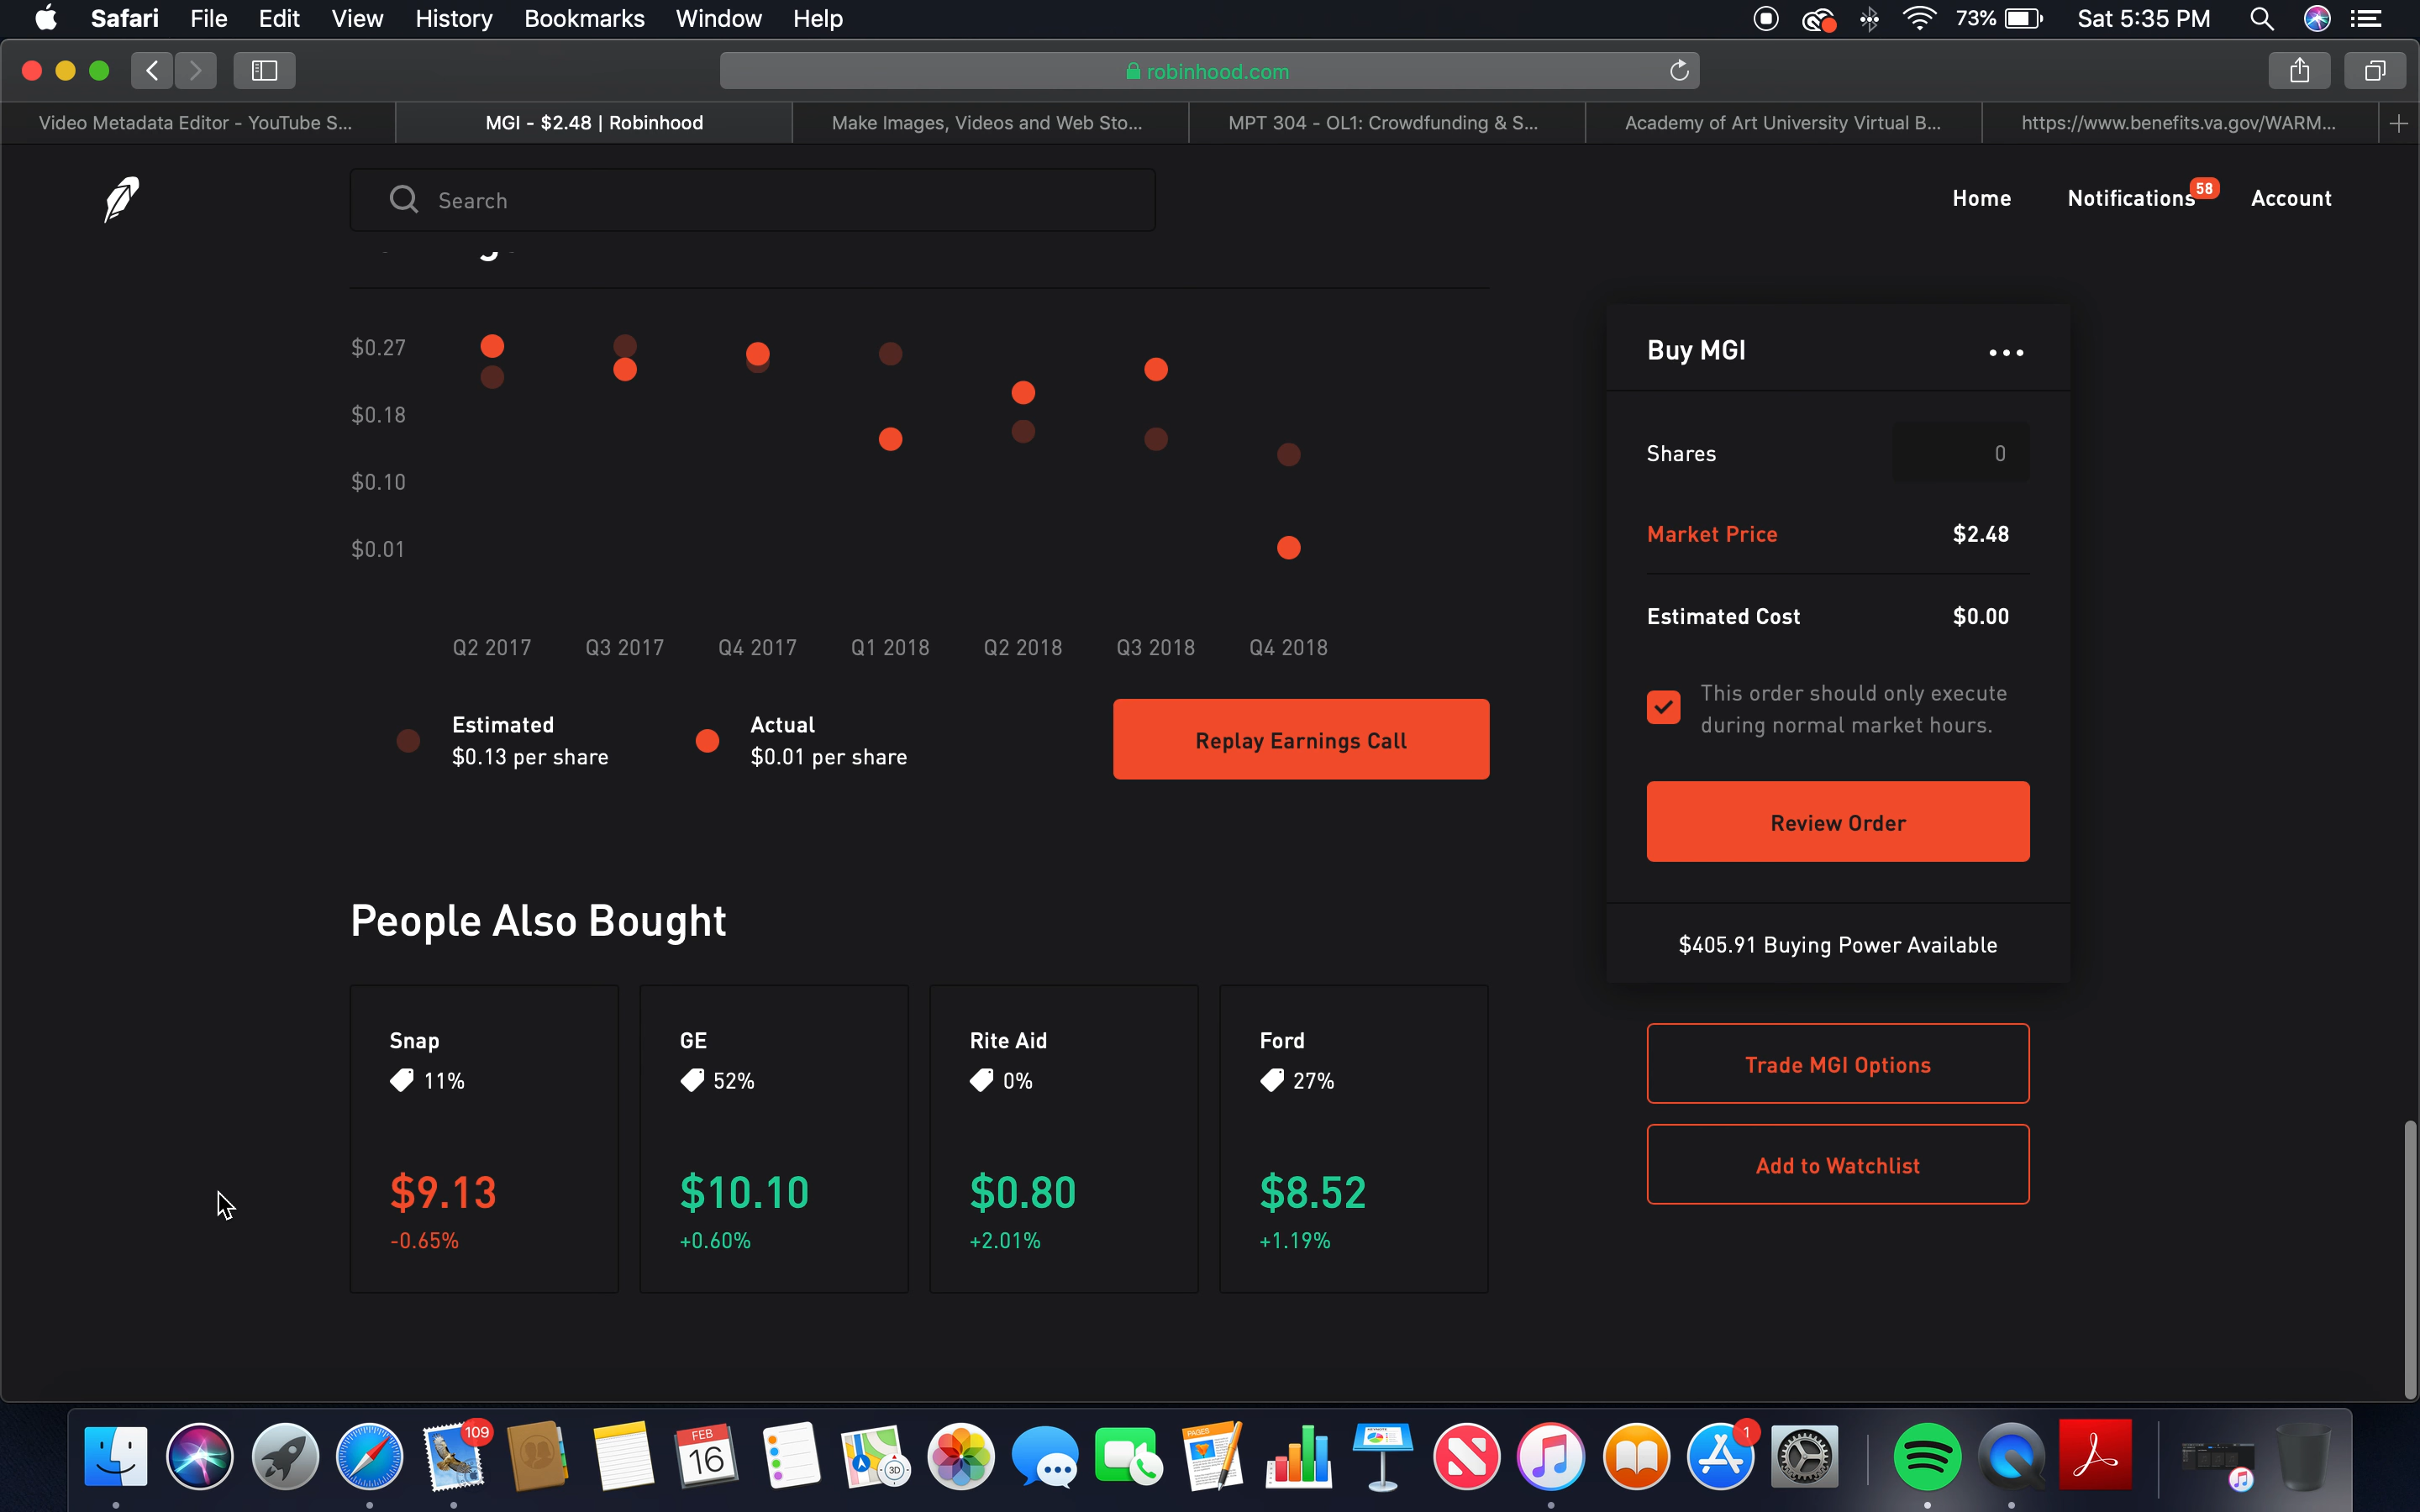 Safari File Edit View History Bookmarks Window Help 73% Sat 5:35 PM
robinhood.com
Video Metadata Editor - YouTube S... MGI - $2.48 | Robinhood Make Images, Videos and Web Sto... MPT 304 - OL1: Crowdfunding & S... Academy of Art University Virtual B... https://www.benefits.va.gov/WARM...
Search Home Notifications 58 Account
$0.27
$0.18
$0.10
$0.01
Q2 2017 Q3 2017 Q4 2017 Q1 2018 Q2 2018 Q3 2018 Q4 2018
Estimated
$0.13 per share
Actual
$0.01 per share
Replay Earnings Call
Buy MGI
Shares 0
Market Price $2.48
Estimated Cost $0.00
This order should only execute
during normal market hours.
Review Order
$405.91 Buying Power Available
Trade MGI Options
Add to Watchlist
People Also Bought
Snap
11%
$9.13
-0.65%
GE
52%
$10.10
+0.60%
Rite Aid
0%
$0.80
+2.01%
Ford
27%
$8.52
+1.19%
109
FEB
16
3D
PAGES
1